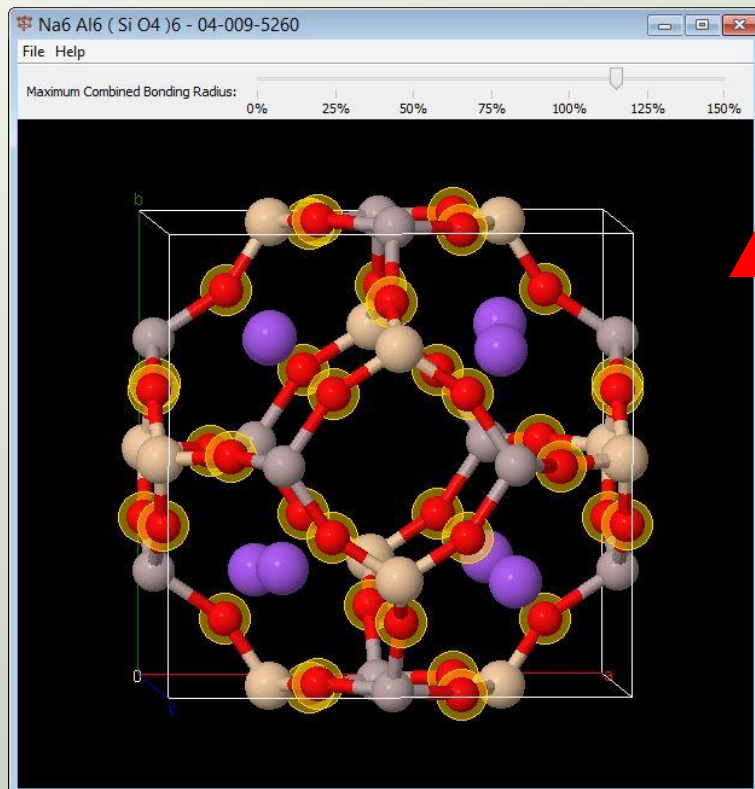 Na6 Al6 ( Si O4 )6 - 04-009-5260
File Help
Maximum Combined Bonding Radius:
0% 25% 50% 75% 100% 125% 150%
b
0
a
c